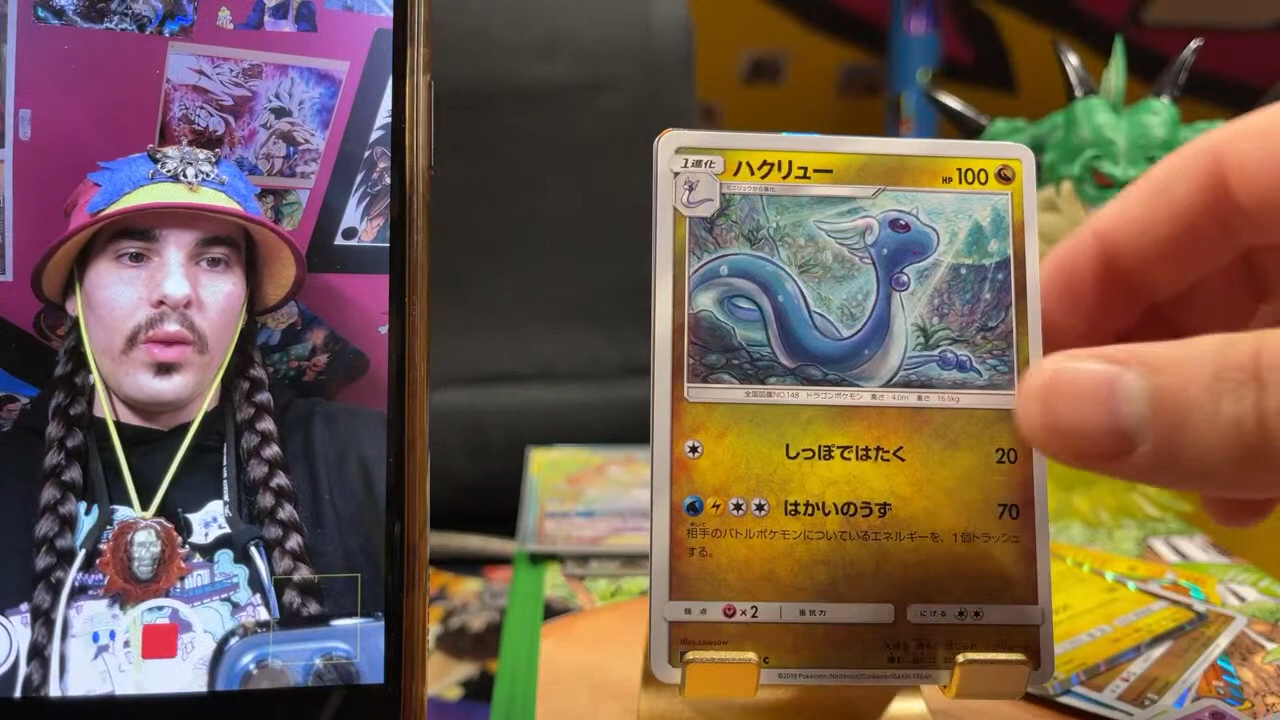 1進化
ハクリュー
HP 100
ミニリュウから進化
全国図鑑NO.148 ドラゴンポケモン 高さ:4.0m 重さ:16.5kg
しっぽではたく 20
はかいのうず 70
相手のバトルポケモンについているエネルギーを、1個トラッシュ
する。
弱点 ×2 抵抗力 にげる
Illus.sowsow
C
©2019 Pokémon/Nintendo/Creatures/GAME FREAK